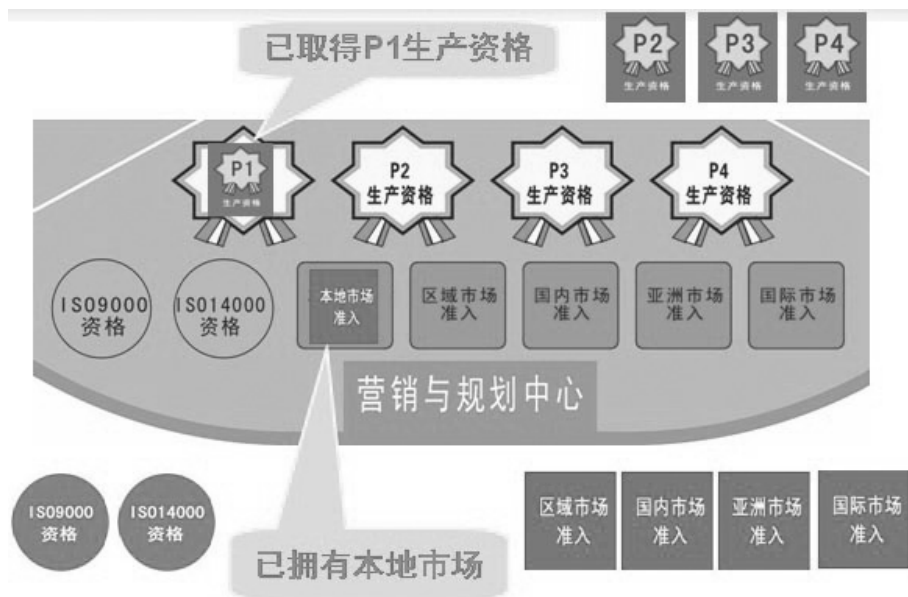 已取得P1生产资格
P2
生产资格
P3
生产资格
P4
生产资格
P1
生产资格
P2
生产资格
P3
生产资格
P4
生产资格
ISO9000
资格
ISO14000
资格
本地市场
准入
区域市场
准入
国内市场
准入
亚洲市场
准入
国际市场
准入
营销与规划中心
ISO9000
资格
ISO14000
资格
已拥有本地市场
区域市场
准入
国内市场
准入
亚洲市场
准入
国际市场
准入